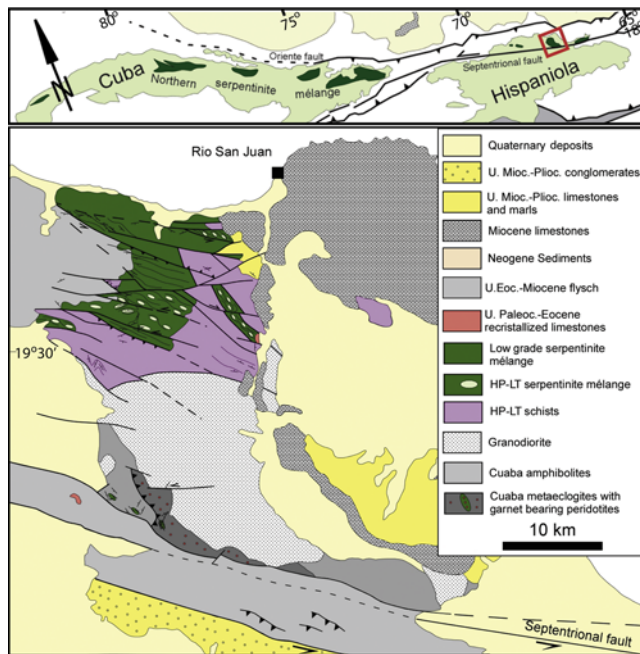 80°
75°
70°
65°
18°
N
Cuba
Northern serpentinite mélange
Oriente fault
Septentrional fault
Hispaniola
Rio San Juan
19°30'
Septentrional fault
Quaternary deposits
U. Mioc.-Plioc. conglomerates
U. Mioc.-Plioc. limestones
and marls
Miocene limestones
Neogene Sediments
U.Eoc.-Miocene flysch
U. Paleoc.-Eocene
recristallized limestones
Low grade serpentinite
mélange
HP-LT serpentinite mélange
HP-LT schists
Granodiorite
Cuaba amphibolites
Cuaba metaeclogites with
garnet bearing peridotites
10 km